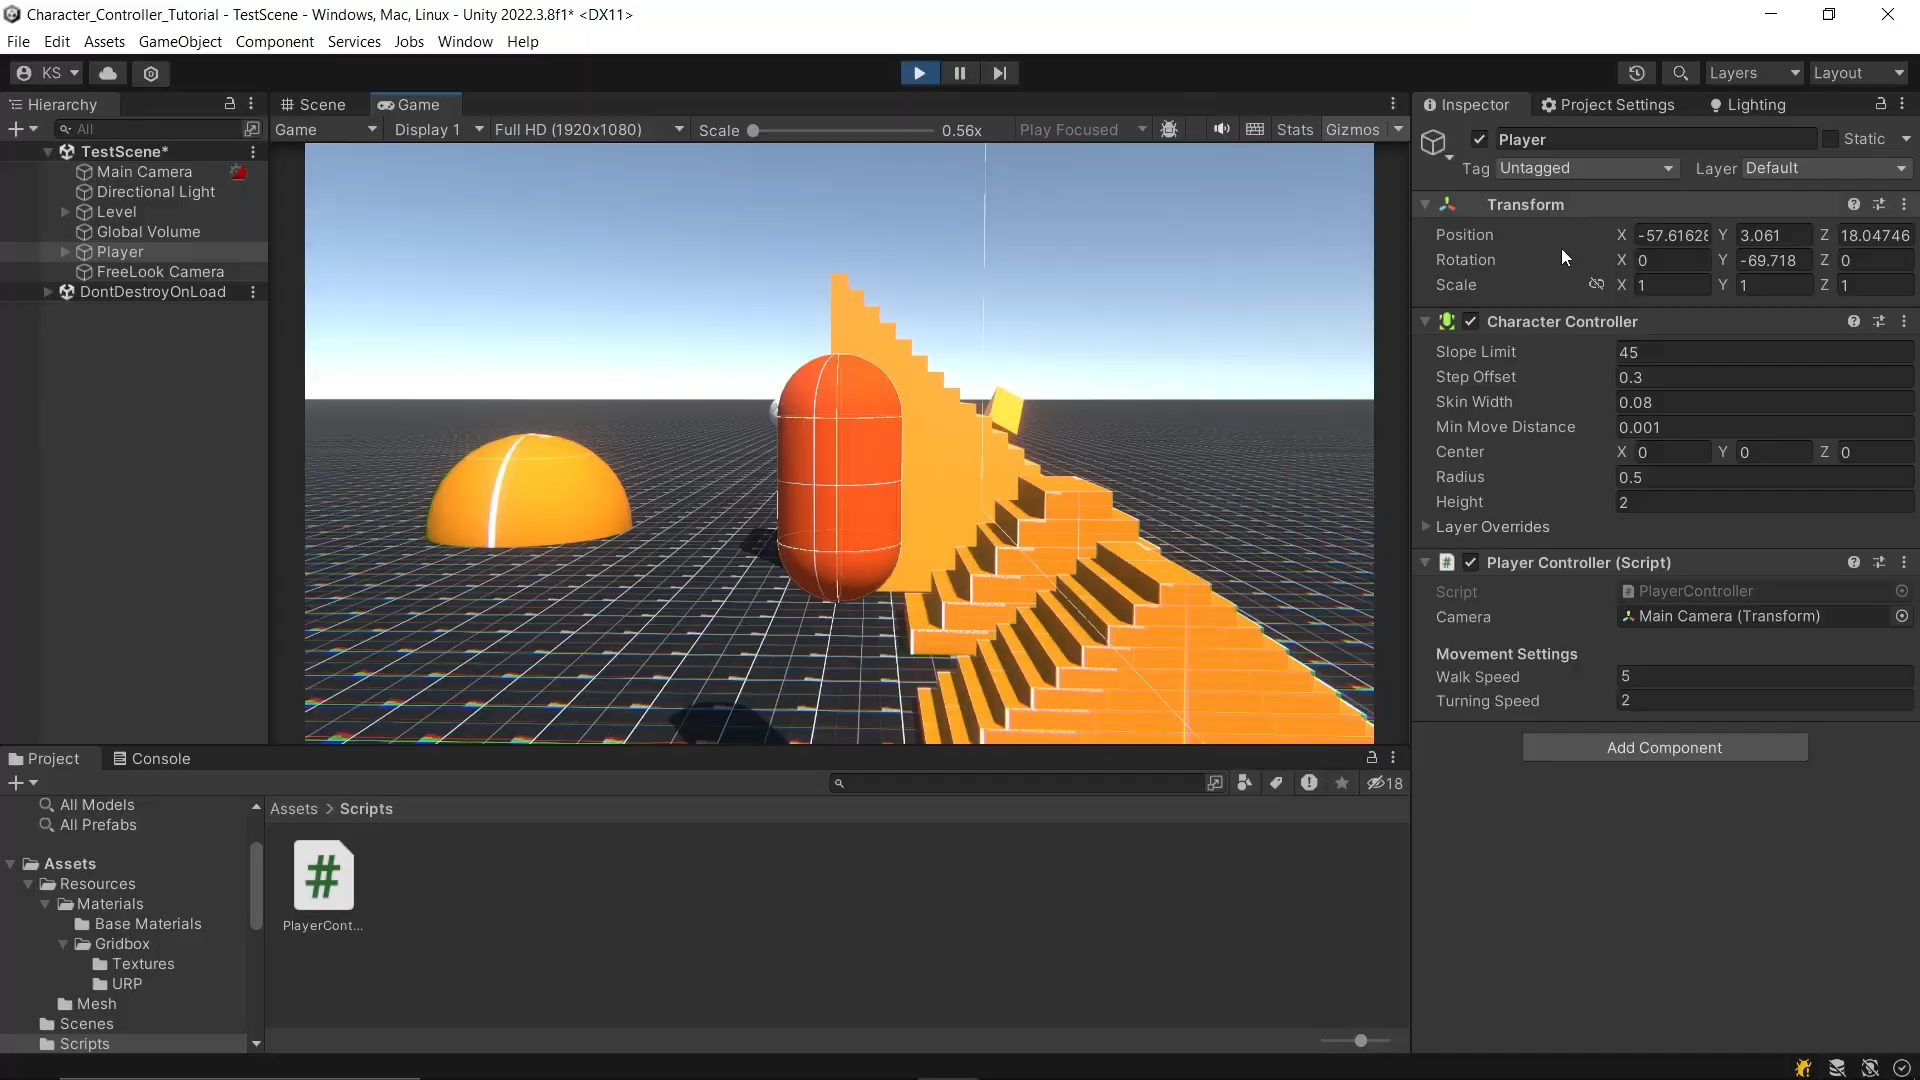 Character_Controller_Tutorial - TestScene - Windows, Mac, Linux - Unity 2022.3.8f1* <DX11>
File Edit Assets GameObject Component Services Jobs Window Help
KS Layers Layout
Hierarchy
All
TestScene*
Main Camera
Directional Light
Level
Global Volume
Player
FreeLook Camera
DontDestroyOnLoad
Scene Game
Game Display 1 Full HD (1920x1080) Scale 0.56x Play Focused Stats Gizmos
Inspector Project Settings Lighting
Player Static
Tag Untagged Layer Default
Transform
Position X -57.61628 Y 3.061 Z 18.04746
Rotation X 0 Y -69.718 Z 0
Scale X 1 Y 1 Z 1
Character Controller
Slope Limit 45
Step Offset 0.3
Skin Width 0.08
Min Move Distance 0.001
Center X 0 Y 0 Z 0
Radius 0.5
Height 2
Layer Overrides
# Player Controller (Script)
Script PlayerController
Camera Main Camera (Transform)
Movement Settings
Walk Speed 5
Turning Speed 2
Add Component
Project Console
18
All Models
All Prefabs
Assets
Resources
Materials
Base Materials
Gridbox
Textures
URP
Mesh
Scenes
Scripts
Assets > Scripts
#
PlayerCont...